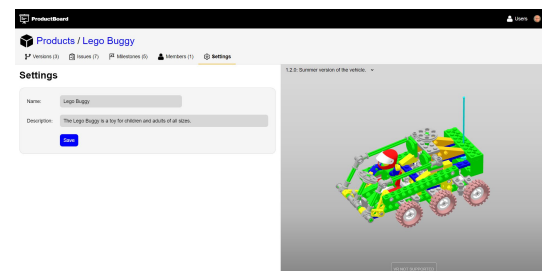 ProductBoard
Users
Products / Lego Buggy
Versions (3) Issues (7) Milestones (5) Members (1) Settings
Settings
1.2.0: Summer version of the vehicle.
Name: Lego Buggy
Description: The Lego Buggy is a toy for children and adults of all sizes.
Save